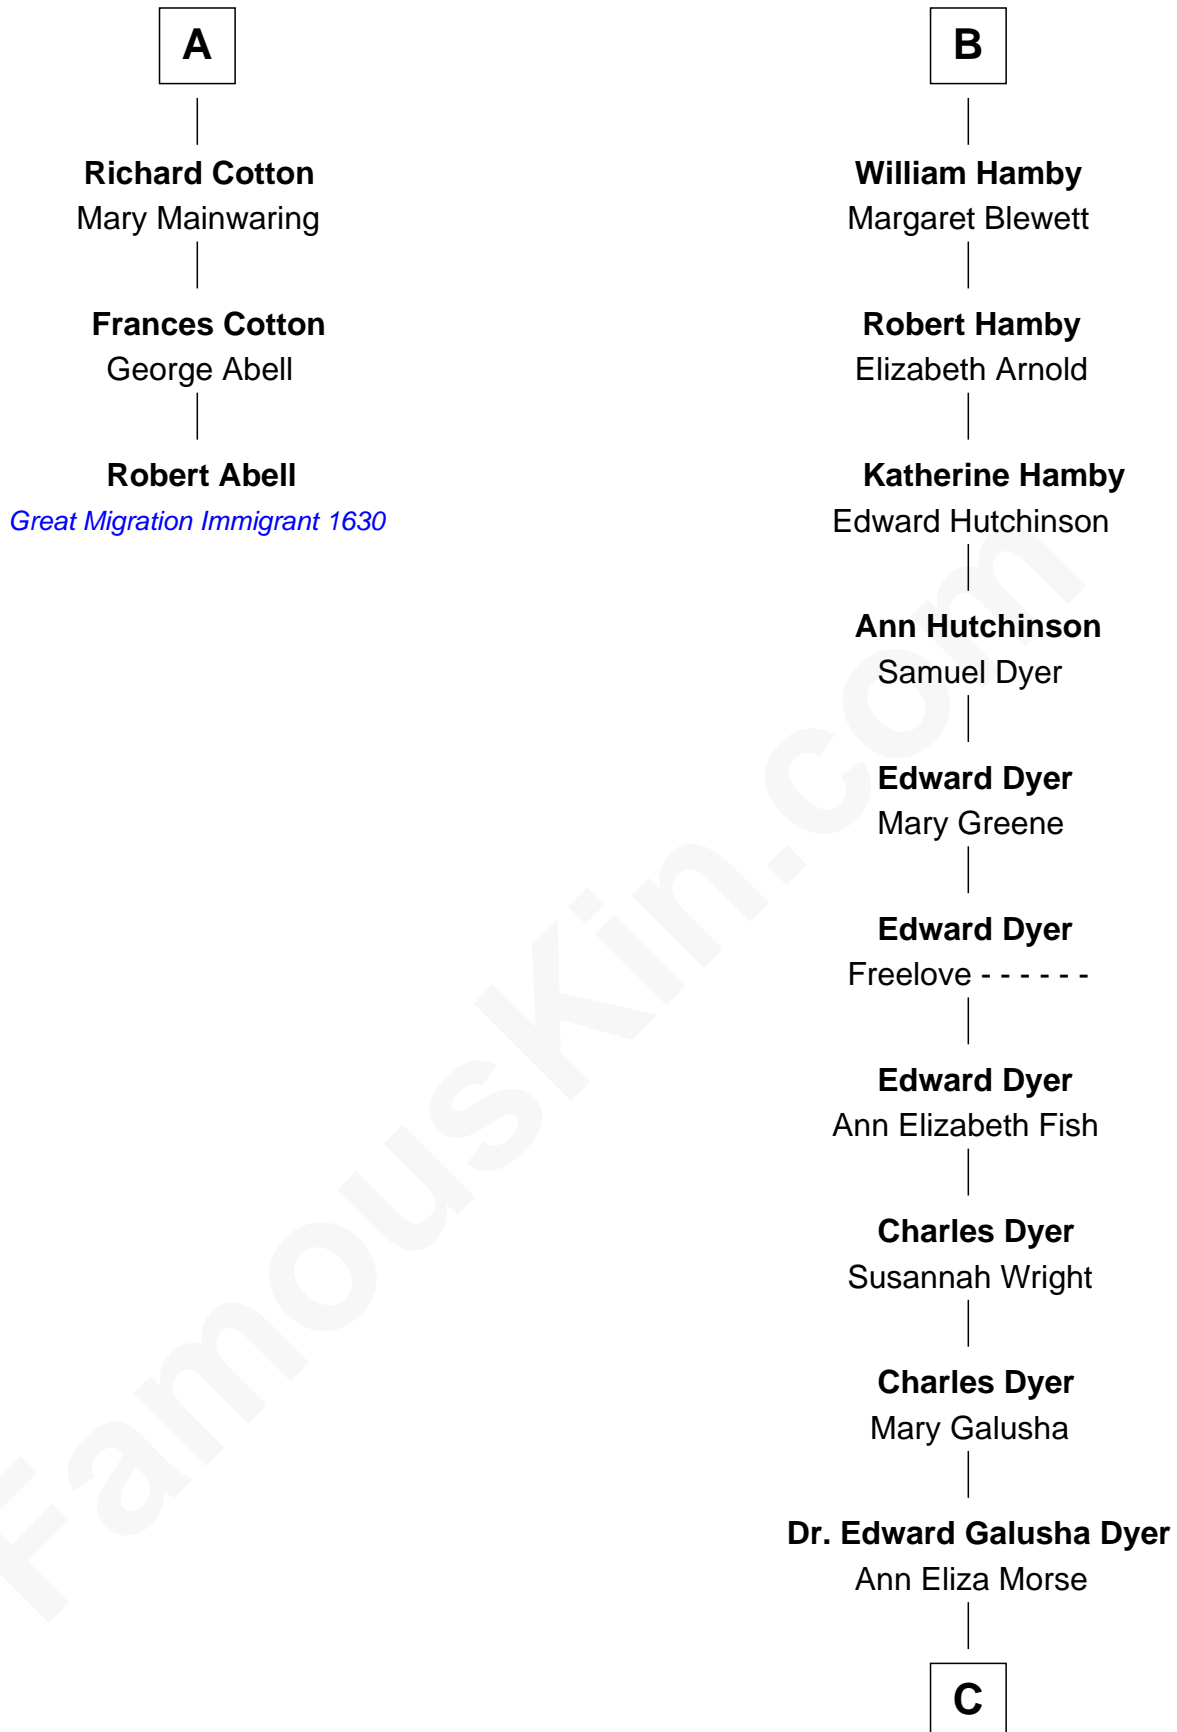 A
Richard Cotton
Mary Mainwaring
Frances Cotton
George Abell
Robert Abell
Great Migration Immigrant 1630
B
William Hamby
Margaret Blewett
Robert Hamby
Elizabeth Arnold
Katherine Hamby
Edward Hutchinson
Ann Hutchinson
Samuel Dyer
Edward Dyer
Mary Greene
Edward Dyer
Freelove - - - - - -
Edward Dyer
Ann Elizabeth Fish
Charles Dyer
Susannah Wright
Charles Dyer
Mary Galusha
Dr. Edward Galusha Dyer
Ann Eliza Morse
C
FamousKin.com